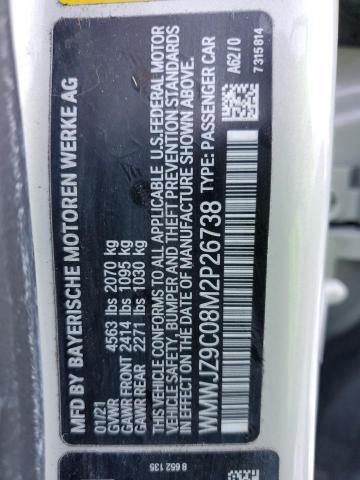 MFD BY BAYERISCHE MOTOREN WERKE AG
01/21
GVWR 4563 lbs 2070 kg
GAWR FRONT 2414 lbs 1095 kg
GAWR REAR 2271 lbs 1030 kg
THIS VEHICLE CONFORMS TO ALL APPLICABLE U.S.FEDERAL MOTOR
VEHICLE SAFETY, BUMPER AND THEFT PREVENTION STANDARDS
IN EFFECT ON THE DATE OF MANUFACTURE SHOWN ABOVE.
WMWJZ9C08M2P26738 TYPE: PASSENGER CAR
A62/0
7315814
8 652 135